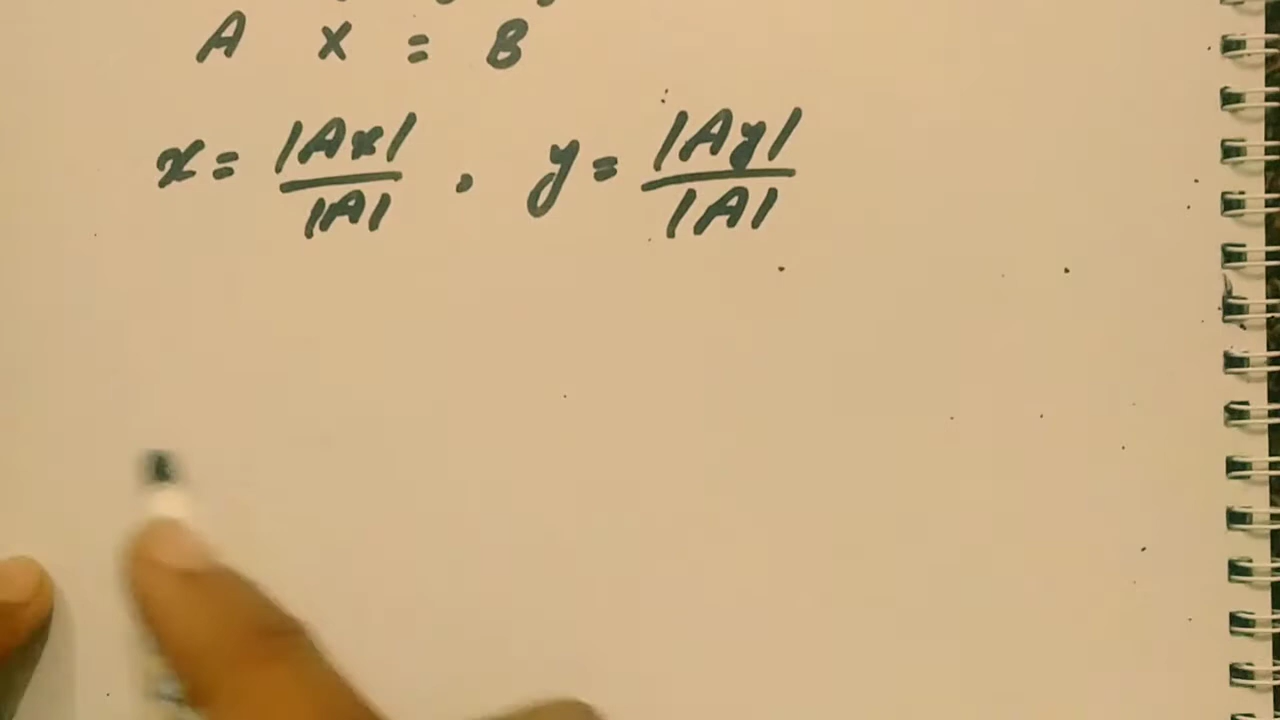 A X = B
x = |Ax| / |A| , y = |Ay| / |A|